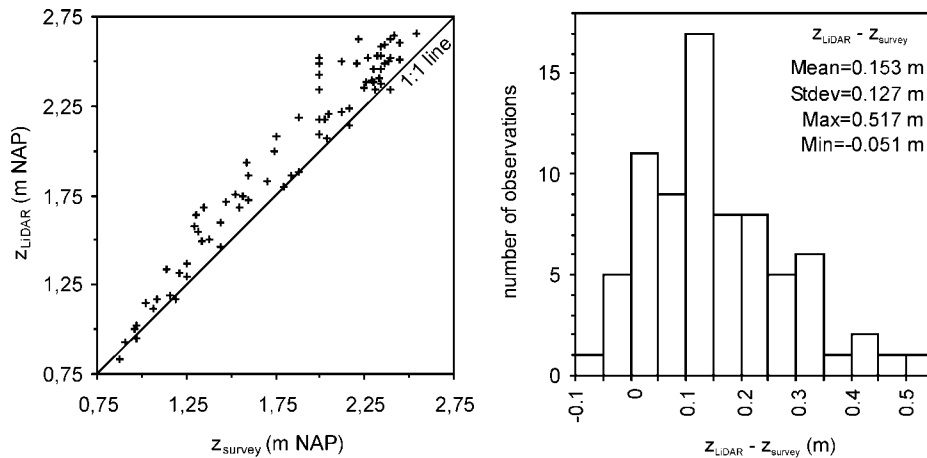 2,75
2,25
1,75
1,25
0,75
z_LiDAR (m NAP)
1:1 line
0,75 1,25 1,75 2,25 2,75
z_survey (m NAP)
15
10
5
0
number of observations
z_LiDAR - z_survey
Mean=0.153 m
Stdev=0.127 m
Max=0.517 m
Min=-0.051 m
-0.1 0 0.1 0.2 0.3 0.4 0.5
z_LiDAR - z_survey (m)